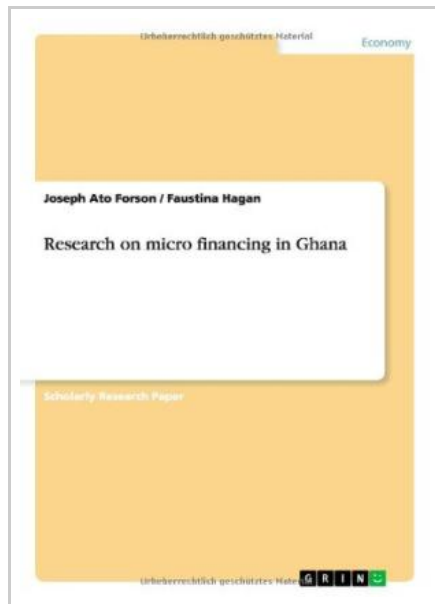 Urheberrechtlich geschütztes Material
Economy
Joseph Ato Forson / Faustina Hagan
Research on micro financing in Ghana
Scholarly Research Paper
Urheberrechtlich geschütztes Mate
GRIN